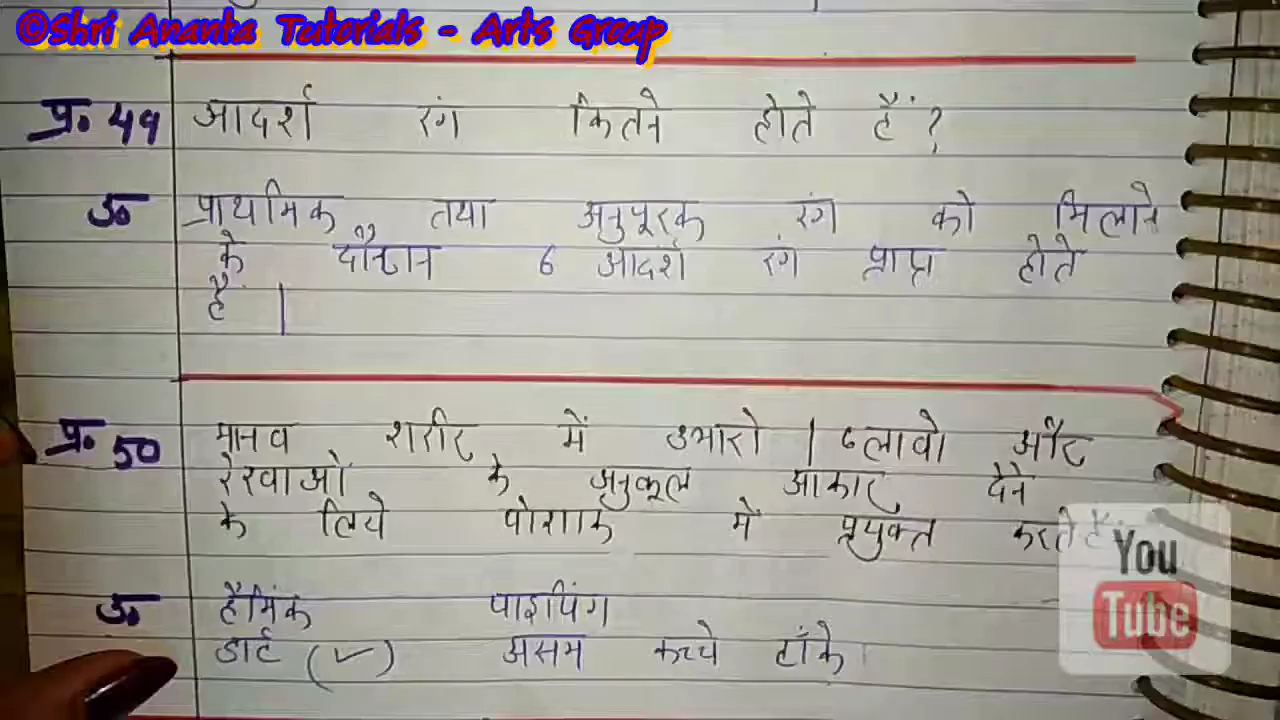 ©Shri Ananta Tutorials - Arts Group
प्र. 49 आदर्श रंग कितने होते हैं?
उ॰ प्राथमिक तथा अनुपूरक रंग को मिलाने
के दौरान 6 आदर्श रंग प्राप्त होते
हैं |
प्र. 50 मानव शरीर में उभारो | ढलावो और
रेखाओं के अनुकूल आकार देने
के लिये पोशाक में प्रयुक्त करते हैं
उ॰ हैमिंक पाइपिंग
डार्ट (✓) असम कच्चे टाँके
You
Tube